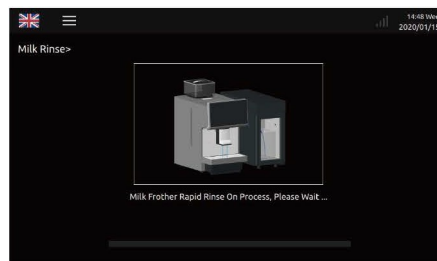 14:48 Wed
2020/01/15
Milk Rinse>
Milk Frother Rapid Rinse On Process, Please Wait ...